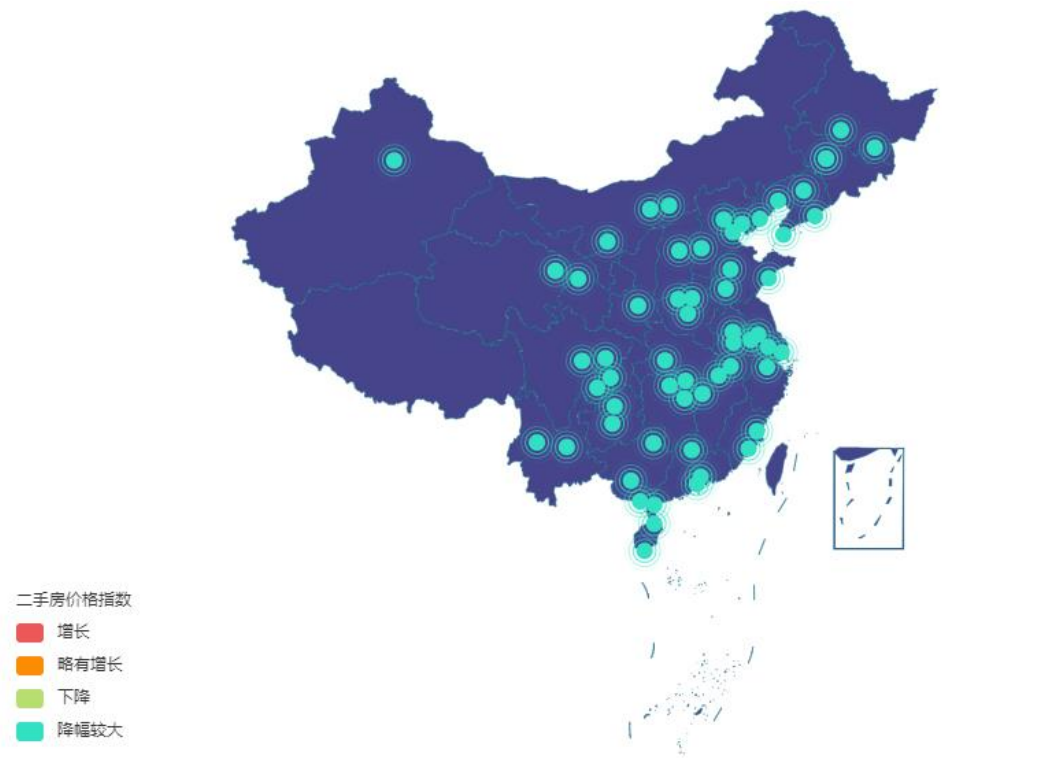 二手房价格指数
增长
略有增长
下降
降幅较大